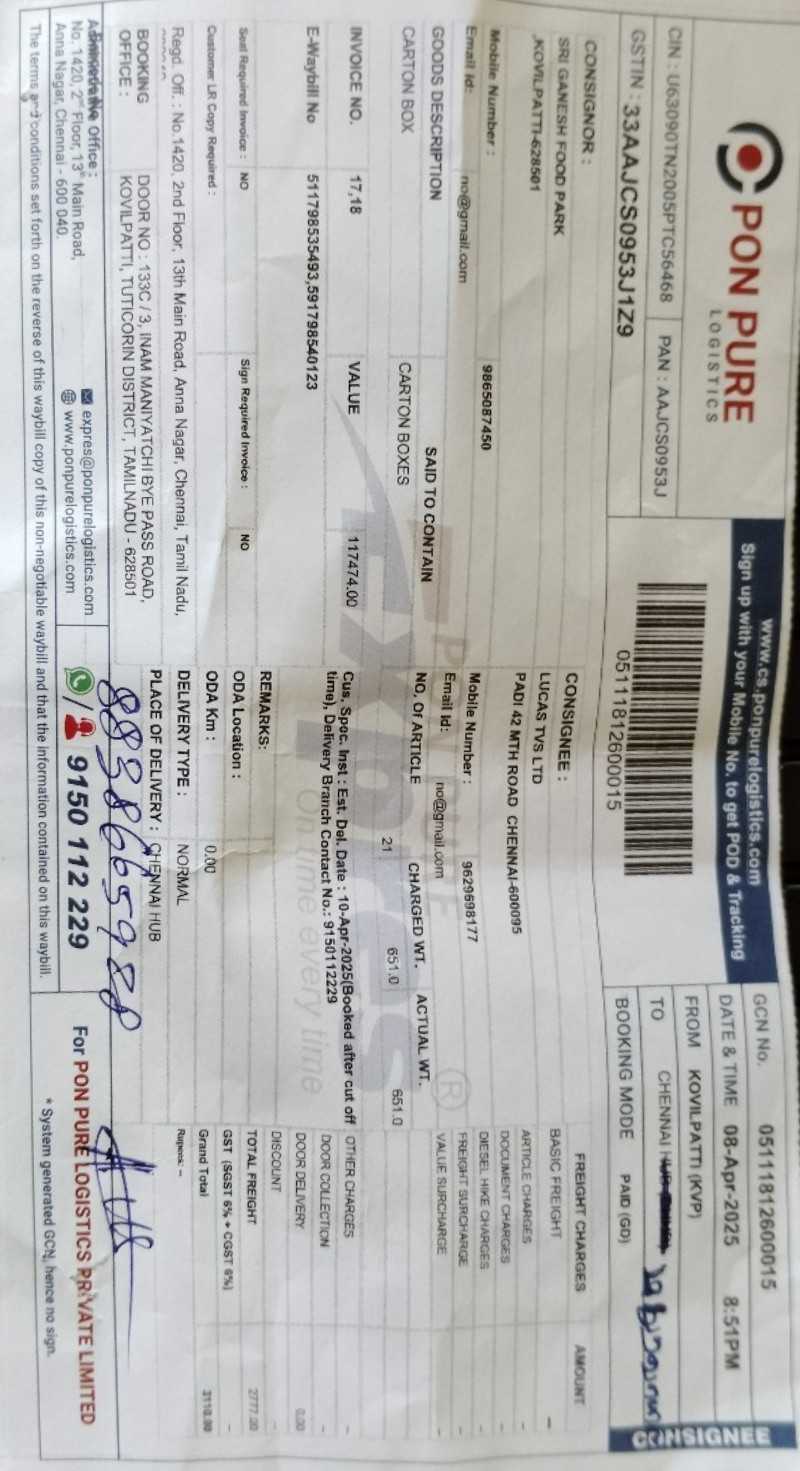 PON PURE
LOGISTICS
www.cs-ponpurelogistics.com
Sign up with your Mobile No. to get POD & Tracking
GCN No. 05111812600015
DATE & TIME 08-Apr-2025 8:51PM
CONSIGNEE
CIN : U63090TN2005PTC56468 PAN : AAJCS0953J
GSTIN : 33AAJCS0953J1Z9
05111812600015
FROM KOVILPATTI (KVP)
TO CHENNAI
BOOKING MODE PAID (GD)
CONSIGNOR :
SRI GANESH FOOD PARK
,KOVILPATTI-628501
Mobile Number : 9865087450
Email Id: no@gmail.com
CONSIGNEE :
LUCAS TVS LTD
PADI 42 MTH ROAD CHENNAI-600095
Mobile Number : 9629698177
Email Id: no@gmail.com
GOODS DESCRIPTION SAID TO CONTAIN NO. Of ARTICLE CHARGED WT. ACTUAL WT.
CARTON BOX CARTON BOXES 21 651.0 651.0
INVOICE NO. 17,18 VALUE 117474.00
Cus. Spoc. Inst : Est. Del. Date : 10-Apr-2025(Booked after cut off
time), Delivery Branch Contact No.: 9150112229
E-Waybill No 511798535493,591798540123
Seal Required Invoice : NO Sign Required Invoice : NO
Customer LR Copy Required :
REMARKS:
ODA Location :
ODA Km : 0.00
DELIVERY TYPE : NORMAL
PLACE OF DELIVERY : CHENNAI HUB
FREIGHT CHARGES AMOUNT
BASIC FREIGHT -
ARTICLE CHARGES -
DOCUMENT CHARGES -
DIESEL HIKE CHARGES -
FREIGHT SURCHARGE -
VALUE SURCHARGE -
OTHER CHARGES -
DOOR COLLECTION -
DOOR DELIVERY 0.00
DISCOUNT -
TOTAL FREIGHT 2777.00
GST (SGST 6% + CGST 6%) -
Grand Total 3110.00
Rupees: --
on time every time
Regd. Off. : No 1420, 2nd Floor, 13th Main Road, Anna Nagar, Chennai, Tamil Nadu,
BOOKING OFFICE : DOOR NO : 133C / 3, INAM MANIYATCHI BYE PASS ROAD,
KOVILPATTI, TUTICORIN DISTRICT, TAMILNADU - 628501
8838665988
Office :
No. 1420, 2nd Floor, 13th Main Road,
Anna Nagar, Chennai - 600 040.
expres@ponpurelogistics.com
www.ponpurelogistics.com
9150 112 229
For PON PURE LOGISTICS PRIVATE LIMITED
The terms and conditions set forth on the reverse of this waybill copy of this non-negotiable waybill and that the information contained on this waybill.
* System generated GCN, hence no sign.